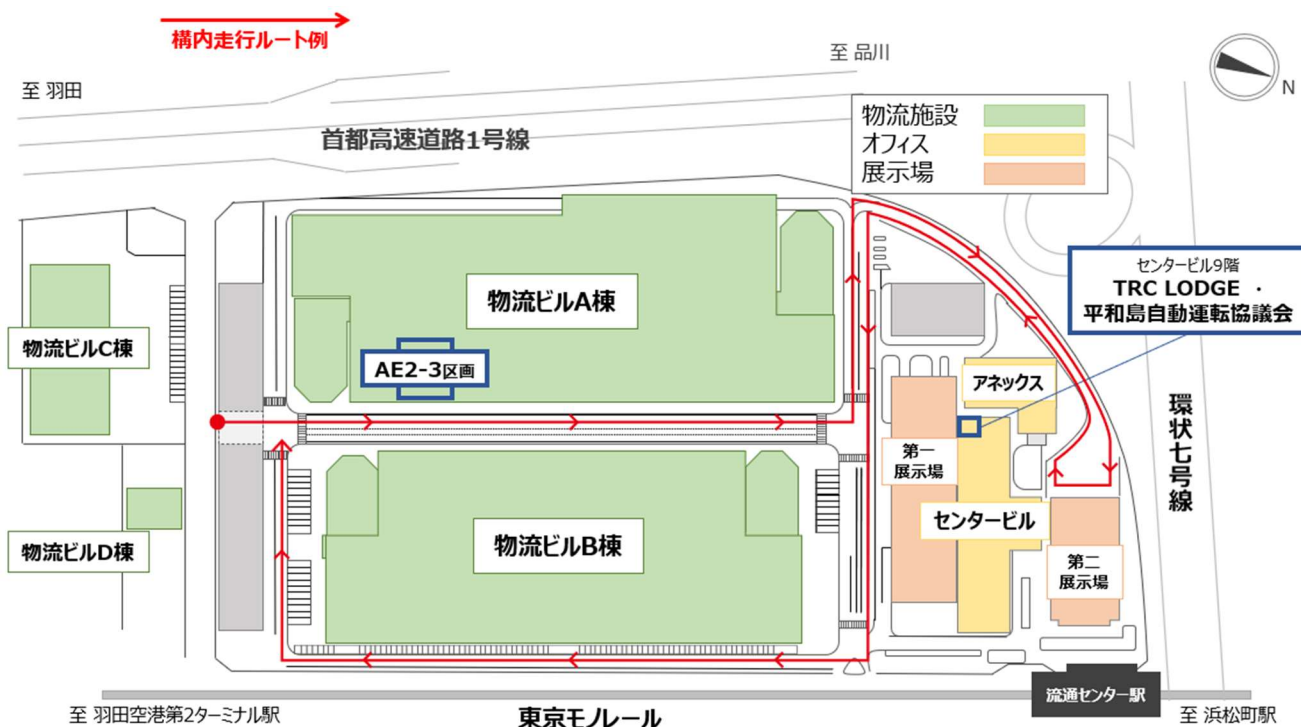 構内走行ルート例
至 品川
N
至 羽田
首都高速道路1号線
物流施設
オフィス
展示場
センタービル9階
TRC LODGE ・
平和島自動運転協議会
物流ビルA棟
物流ビルC棟
AE2-3区画
アネックス
環状七号線
第一
展示場
センタービル
物流ビルB棟
物流ビルD棟
第二
展示場
流通センター駅
至 羽田空港第2ターミナル駅
東京モノレール
至 浜松町駅